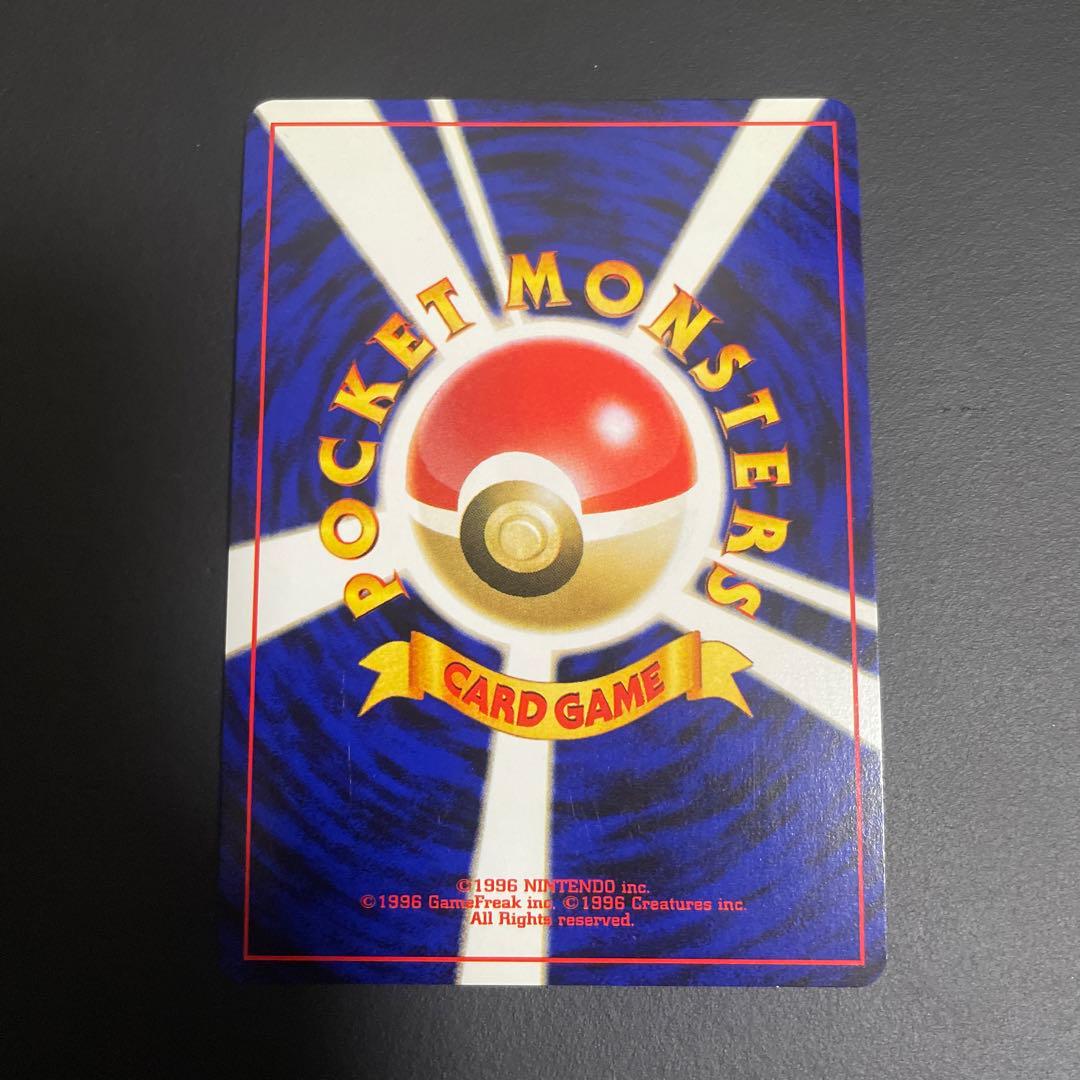 POCKET MONSTERS
CARD GAME
©1996 NINTENDO inc.
©1996 GameFreak inc. ©1996 Creatures inc.
All Rights reserved.